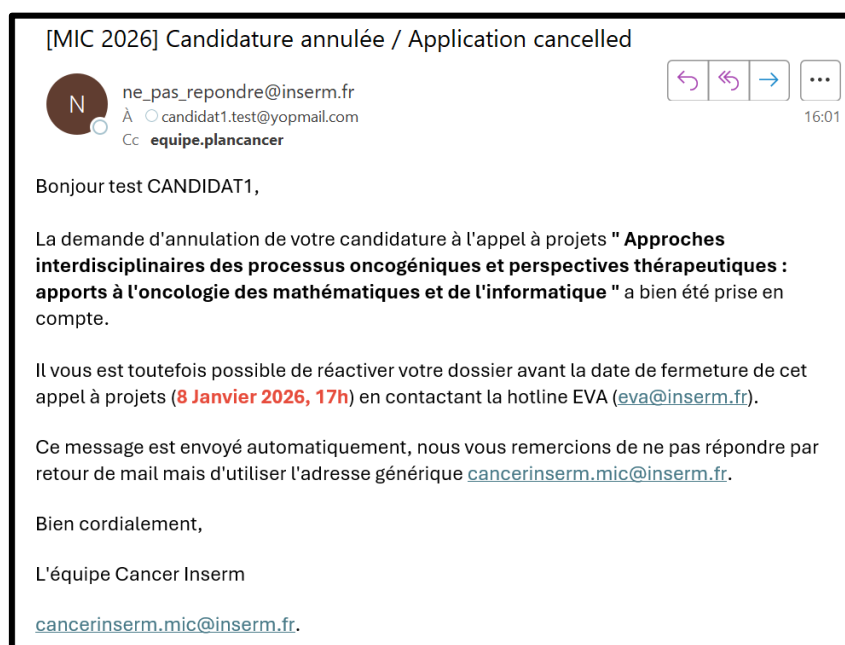 [MIC 2026] Candidature annulée / Application cancelled
N
ne_pas_repondre@inserm.fr
À candidat1.test@yopmail.com
Cc equipe.plancancer
16:01
Bonjour test CANDIDAT1,
La demande d'annulation de votre candidature à l'appel à projets " Approches
interdisciplinaires des processus oncogéniques et perspectives thérapeutiques :
apports à l'oncologie des mathématiques et de l'informatique " a bien été prise en
compte.
Il vous est toutefois possible de réactiver votre dossier avant la date de fermeture de cet
appel à projets (8 Janvier 2026, 17h) en contactant la hotline EVA (eva@inserm.fr).
Ce message est envoyé automatiquement, nous vous remercions de ne pas répondre par
retour de mail mais d'utiliser l'adresse générique cancerinserm.mic@inserm.fr.
Bien cordialement,
L'équipe Cancer Inserm
cancerinserm.mic@inserm.fr.